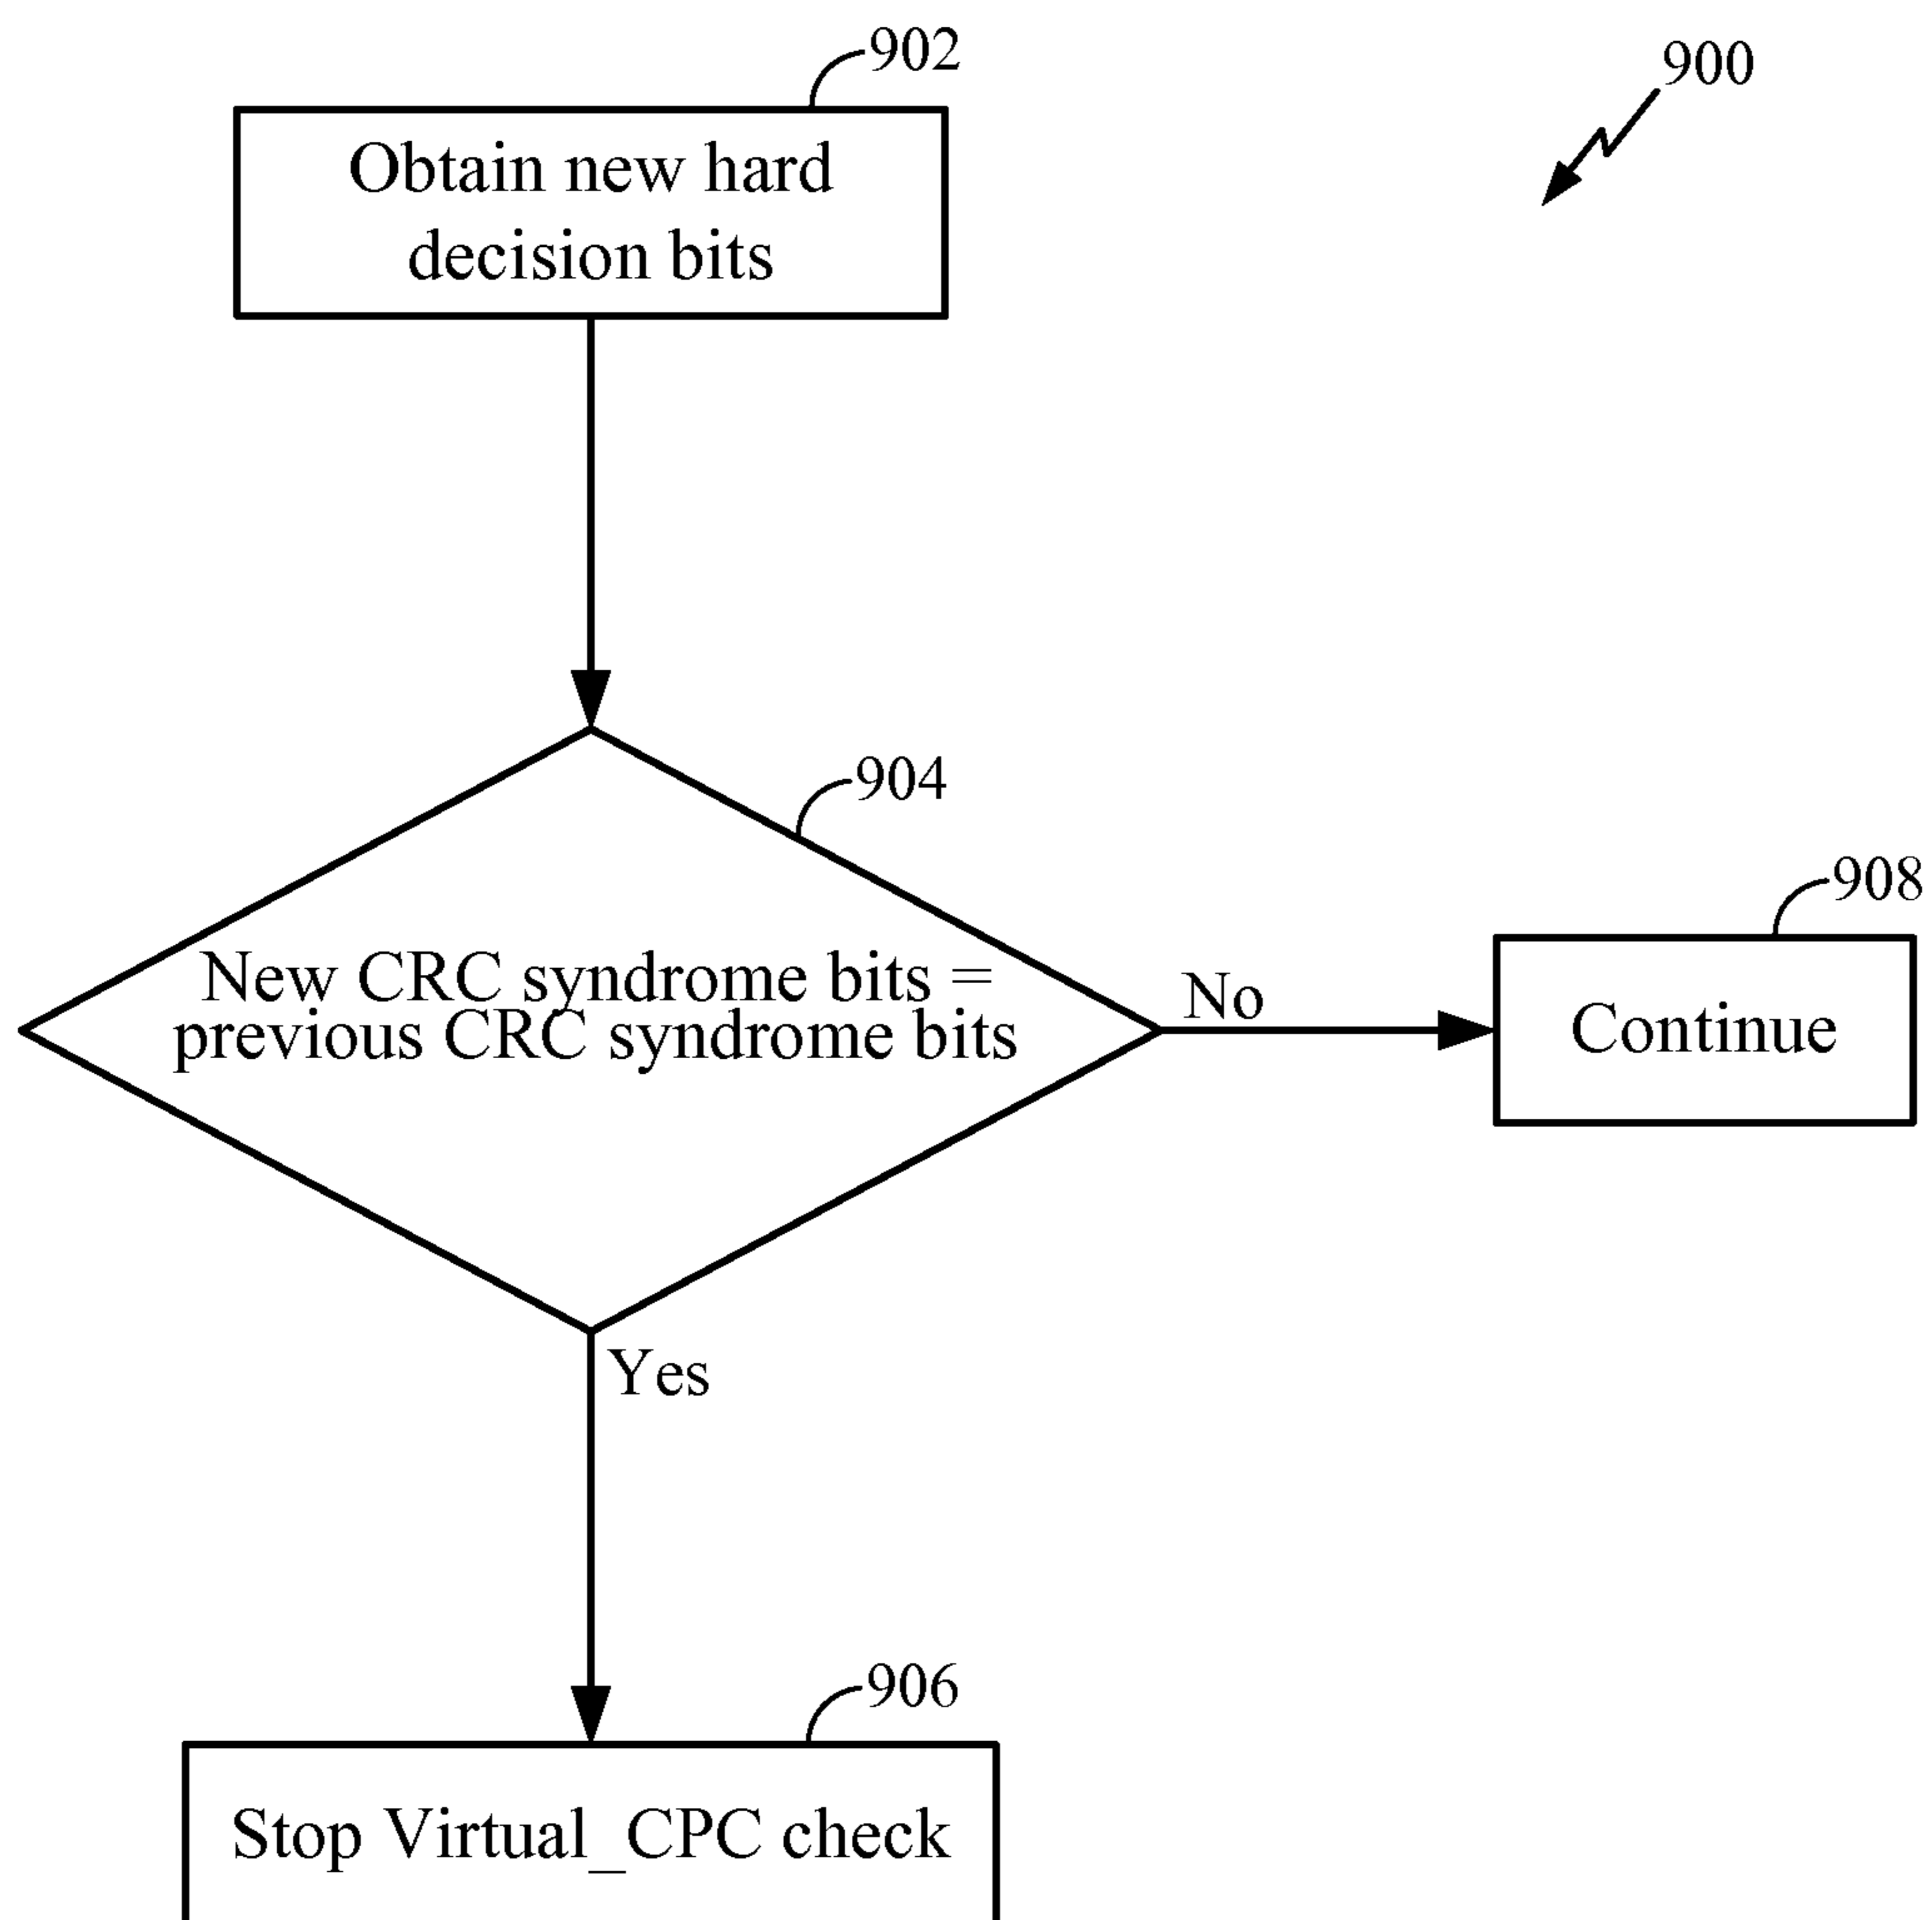 902
900
Obtain new hard
decision bits
904
New CRC syndrome bits =
previous CRC syndrome bits
No
908
Continue
Yes
906
Stop Virtual_CPC check